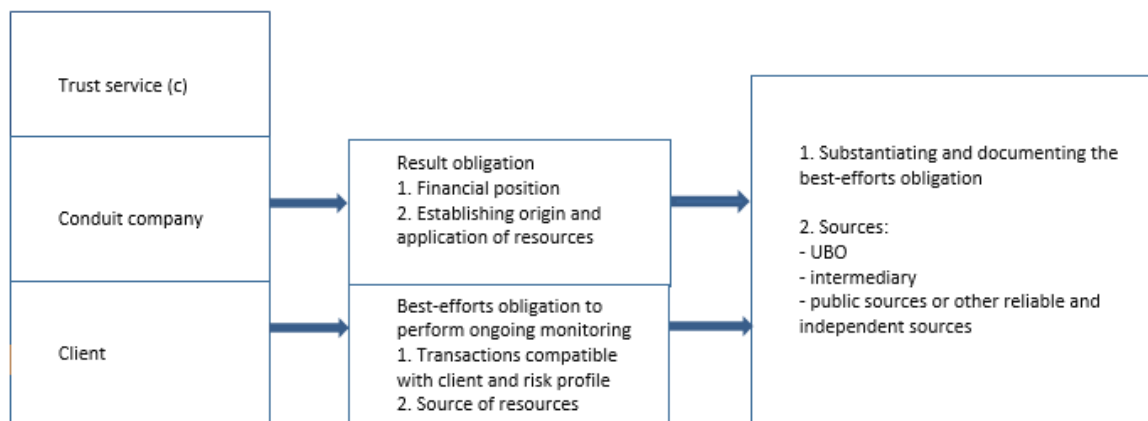 Trust service (c)
Conduit company
Client
Result obligation
1. Financial position
2. Establishing origin and
application of resources
Best-efforts obligation to
perform ongoing monitoring
1. Transactions compatible
with client and risk profile
2. Source of resources
1. Substantiating and documenting the
best-efforts obligation
2. Sources:
- UBO
- intermediary
- public sources or other reliable and
independent sources